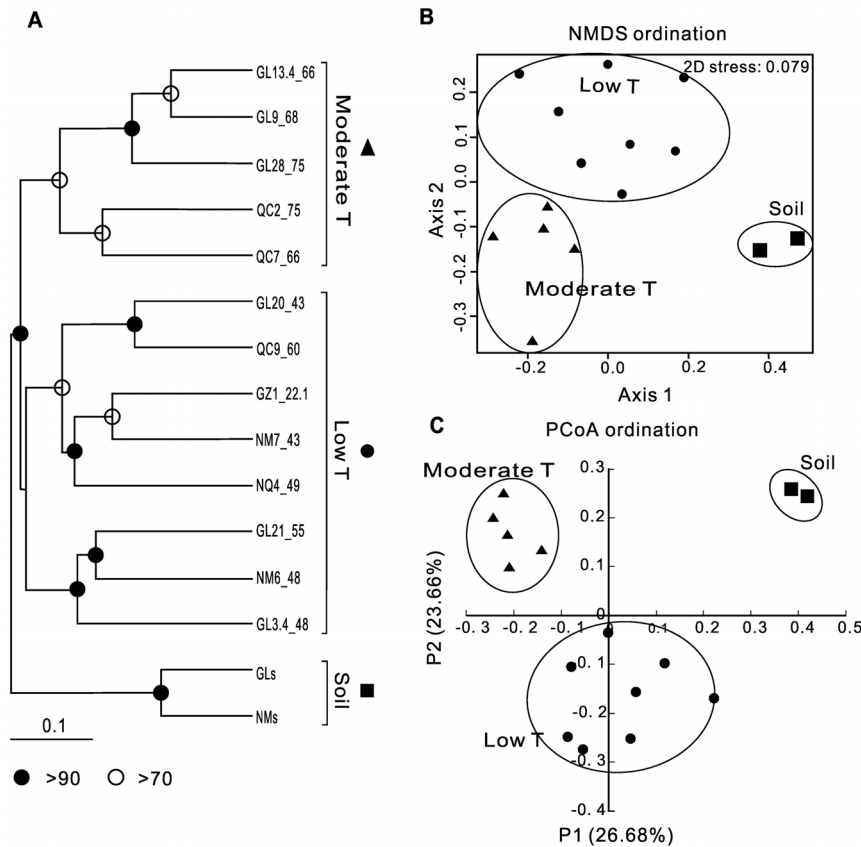 A
GL13.4_66
GL9_68
GL28_75
QC2_75
QC7_66
Moderate T
GL20_43
QC9_60
GZ1_22.1
NM7_43
NQ4_49
GL21_55
NM6_48
GL3.4_48
Low T
GLs
NMs
Soil
0.1
>90
>70
B
NMDS ordination
2D stress: 0.079
Low T
Soil
Moderate T
Axis 2
0.2
0.1
0.0
-0.1
-0.2
-0.3
-0.2 0.0 0.2 0.4
Axis 1
C
PCoA ordination
Moderate T
Soil
Low T
P2 (23.66%)
0.3
0.2
0.1
0
-0.1
-0.2
-0.3
-0.4
-0.3 -0.2 -0.1 0 0.1 0.2 0.3 0.4 0.5
P1 (26.68%)